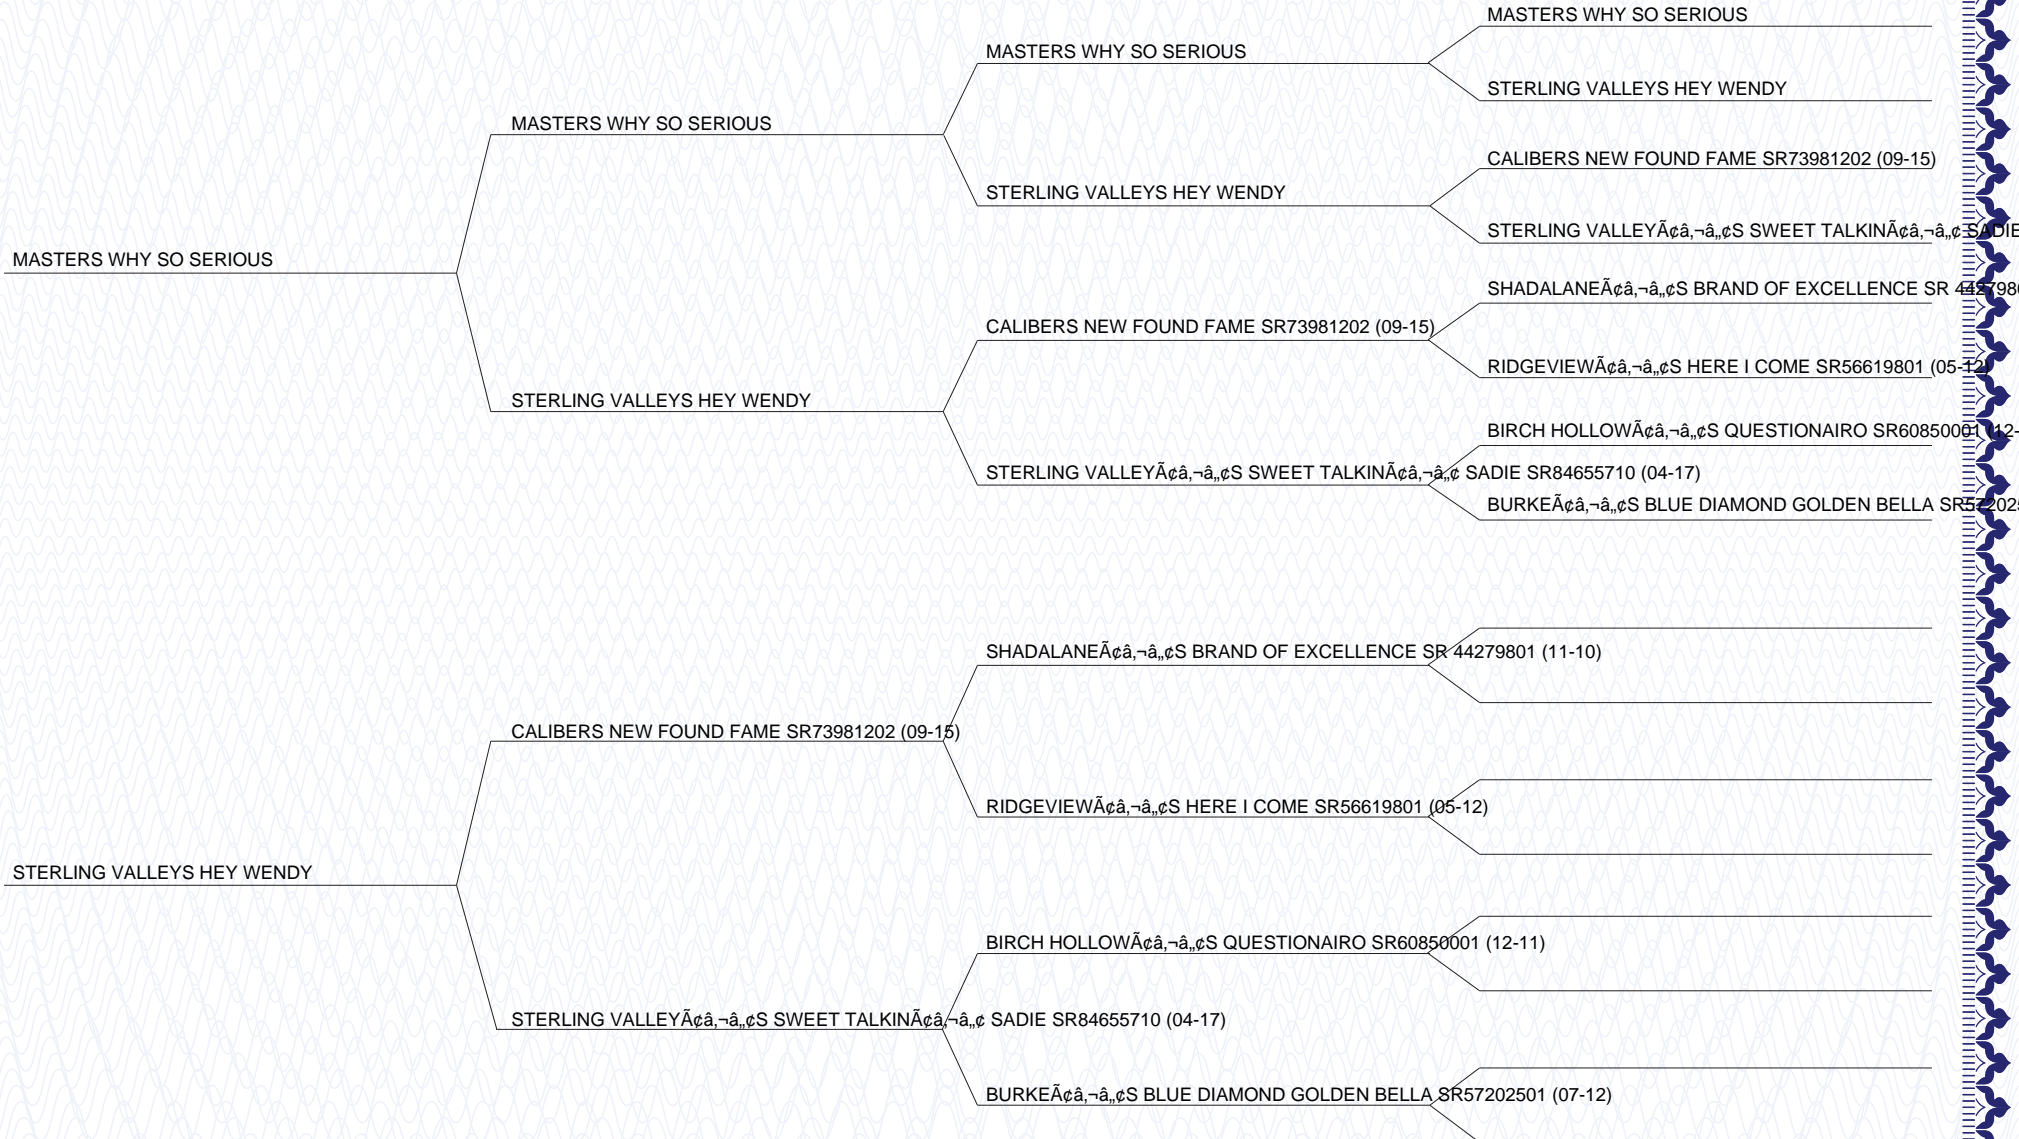 MASTERS WHY SO SERIOUS
MASTERS WHY SO SERIOUS
STERLING VALLEYS HEY WENDY
MASTERS WHY SO SERIOUS
CALIBERS NEW FOUND FAME SR73981202 (09-15)
STERLING VALLEYS HEY WENDY
STERLING VALLEYÃ¢â‚¬â„¢S SWEET TALKINÃ¢â‚¬â„¢ SADIE
MASTERS WHY SO SERIOUS
SHADALANEÃ¢â‚¬â„¢S BRAND OF EXCELLENCE SR 442798
CALIBERS NEW FOUND FAME SR73981202 (09-15)
RIDGEVIEWÃ¢â‚¬â„¢S HERE I COME SR56619801 (05-12)
STERLING VALLEYS HEY WENDY
BIRCH HOLLOWÃ¢â‚¬â„¢S QUESTIONAIRO SR60850001 (12-
STERLING VALLEYÃ¢â‚¬â„¢S SWEET TALKINÃ¢â‚¬â„¢ SADIE SR84655710 (04-17)
BURKEÃ¢â‚¬â„¢S BLUE DIAMOND GOLDEN BELLA SR572025
SHADALANEÃ¢â‚¬â„¢S BRAND OF EXCELLENCE SR 44279801 (11-10)
CALIBERS NEW FOUND FAME SR73981202 (09-15)
RIDGEVIEWÃ¢â‚¬â„¢S HERE I COME SR56619801 (05-12)
STERLING VALLEYS HEY WENDY
BIRCH HOLLOWÃ¢â‚¬â„¢S QUESTIONAIRO SR60850001 (12-11)
STERLING VALLEYÃ¢â‚¬â„¢S SWEET TALKINÃ¢â‚¬â„¢ SADIE SR84655710 (04-17)
BURKEÃ¢â‚¬â„¢S BLUE DIAMOND GOLDEN BELLA SR57202501 (07-12)